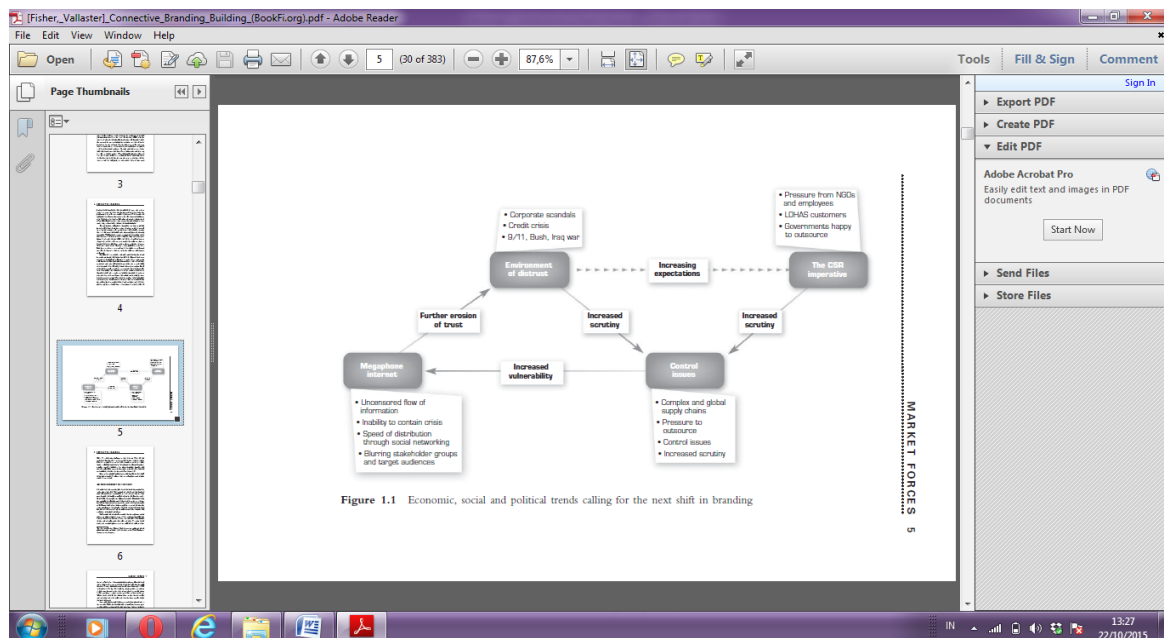 [Fisher,_Vallaster]_Connective_Branding_Building_(BookFi.org).pdf - Adobe Reader
File Edit View Window Help
Open 5 (30 of 383) 87,6% Tools Fill & Sign Comment
Sign In
Page Thumbnails
3
4
5
6
Corporate scandals
Credit crisis
9/11, Bush, Iraq war
Pressure from NGOs
and employees
LOHAS customers
Governments happy
to outsource
Environment
of distrust
Increasing
expectations
The CSR
imperative
Further erosion
of trust
Increased
scrutiny
Increased
scrutiny
Megaphone
internet
Increased
vulnerability
Control
issues
Uncensored flow of
information
Inability to contain crisis
Speed of distribution
through social networking
Blurring stakeholder groups
and target audiences
Complex and global
supply chains
Pressure to
outsource
Control issues
Increased scrutiny
Figure 1.1 Economic, social and political trends calling for the next shift in branding
MARKET FORCES 5
Export PDF
Create PDF
Edit PDF
Adobe Acrobat Pro
Easily edit text and images in PDF
documents
Start Now
Send Files
Store Files
IN 13:27
22/10/2015